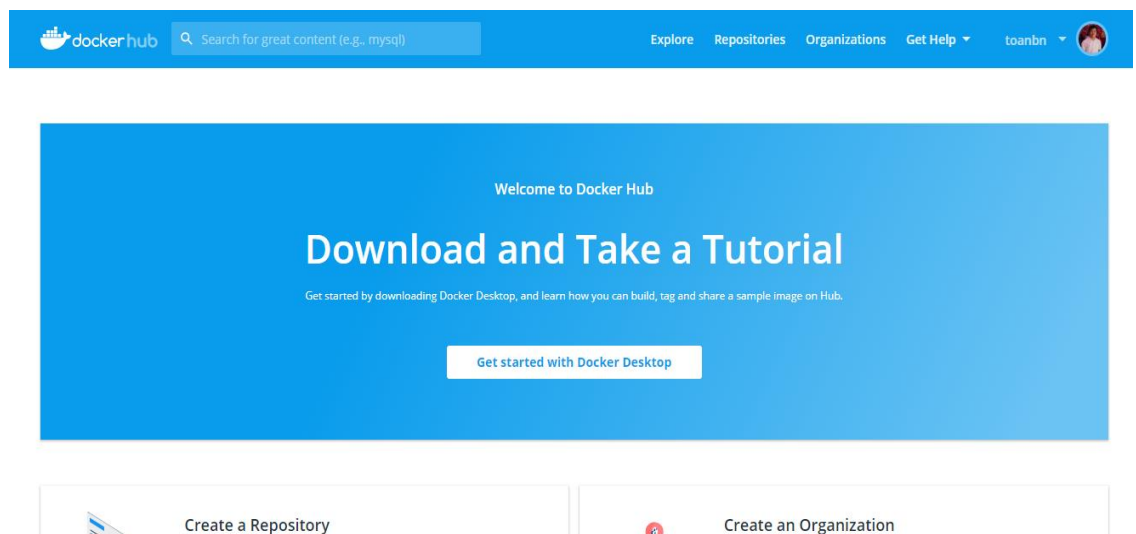 dockerhub
Search for great content (e.g., mysql)
Explore
Repositories
Organizations
Get Help
toanbn
Welcome to Docker Hub
Download and Take a Tutorial
Get started by downloading Docker Desktop, and learn how you can build, tag and share a sample image on Hub.
Get started with Docker Desktop
Create a Repository
Create an Organization